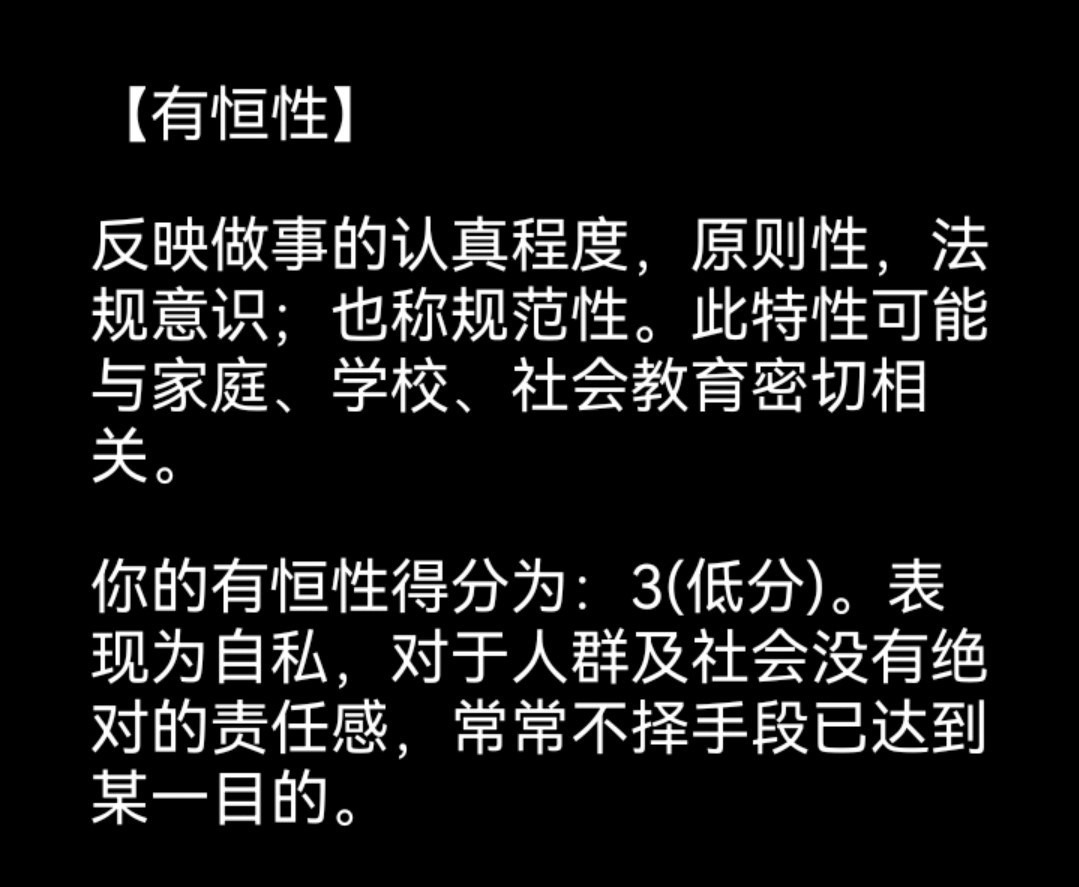 【有恒性】
反映做事的认真程度，原则性，法
规意识；也称规范性。此特性可能
与家庭、学校、社会教育密切相
关。
你的有恒性得分为：3(低分)。表
现为自私，对于人群及社会没有绝
对的责任感，常常不择手段已达到
某一目的。